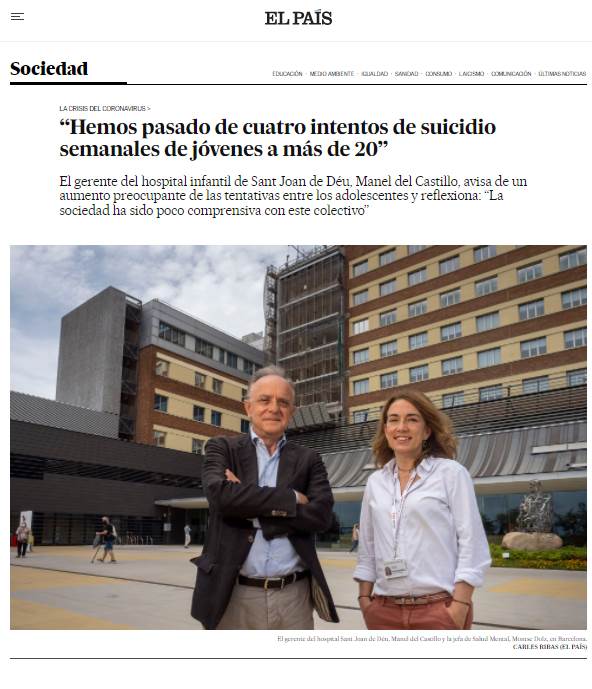 EL PAÍS
Sociedad
EDUCACIÓN · MEDIO AMBIENTE · IGUALDAD · SANIDAD · CONSUMO · LAICISMO · COMUNICACIÓN · ÚLTIMAS NOTICIAS
LA CRISIS DEL CORONAVIRUS >
“Hemos pasado de cuatro intentos de suicidio
semanales de jóvenes a más de 20”
El gerente del hospital infantil de Sant Joan de Déu, Manel del Castillo, avisa de un
aumento preocupante de las tentativas entre los adolescentes y reflexiona: “La
sociedad ha sido poco comprensiva con este colectivo”
El gerente del hospital Sant Joan de Déu, Manel del Castillo y la jefa de Salud Mental, Montse Dolz, en Barcelona.
CARLES RIBAS (EL PAÍS)